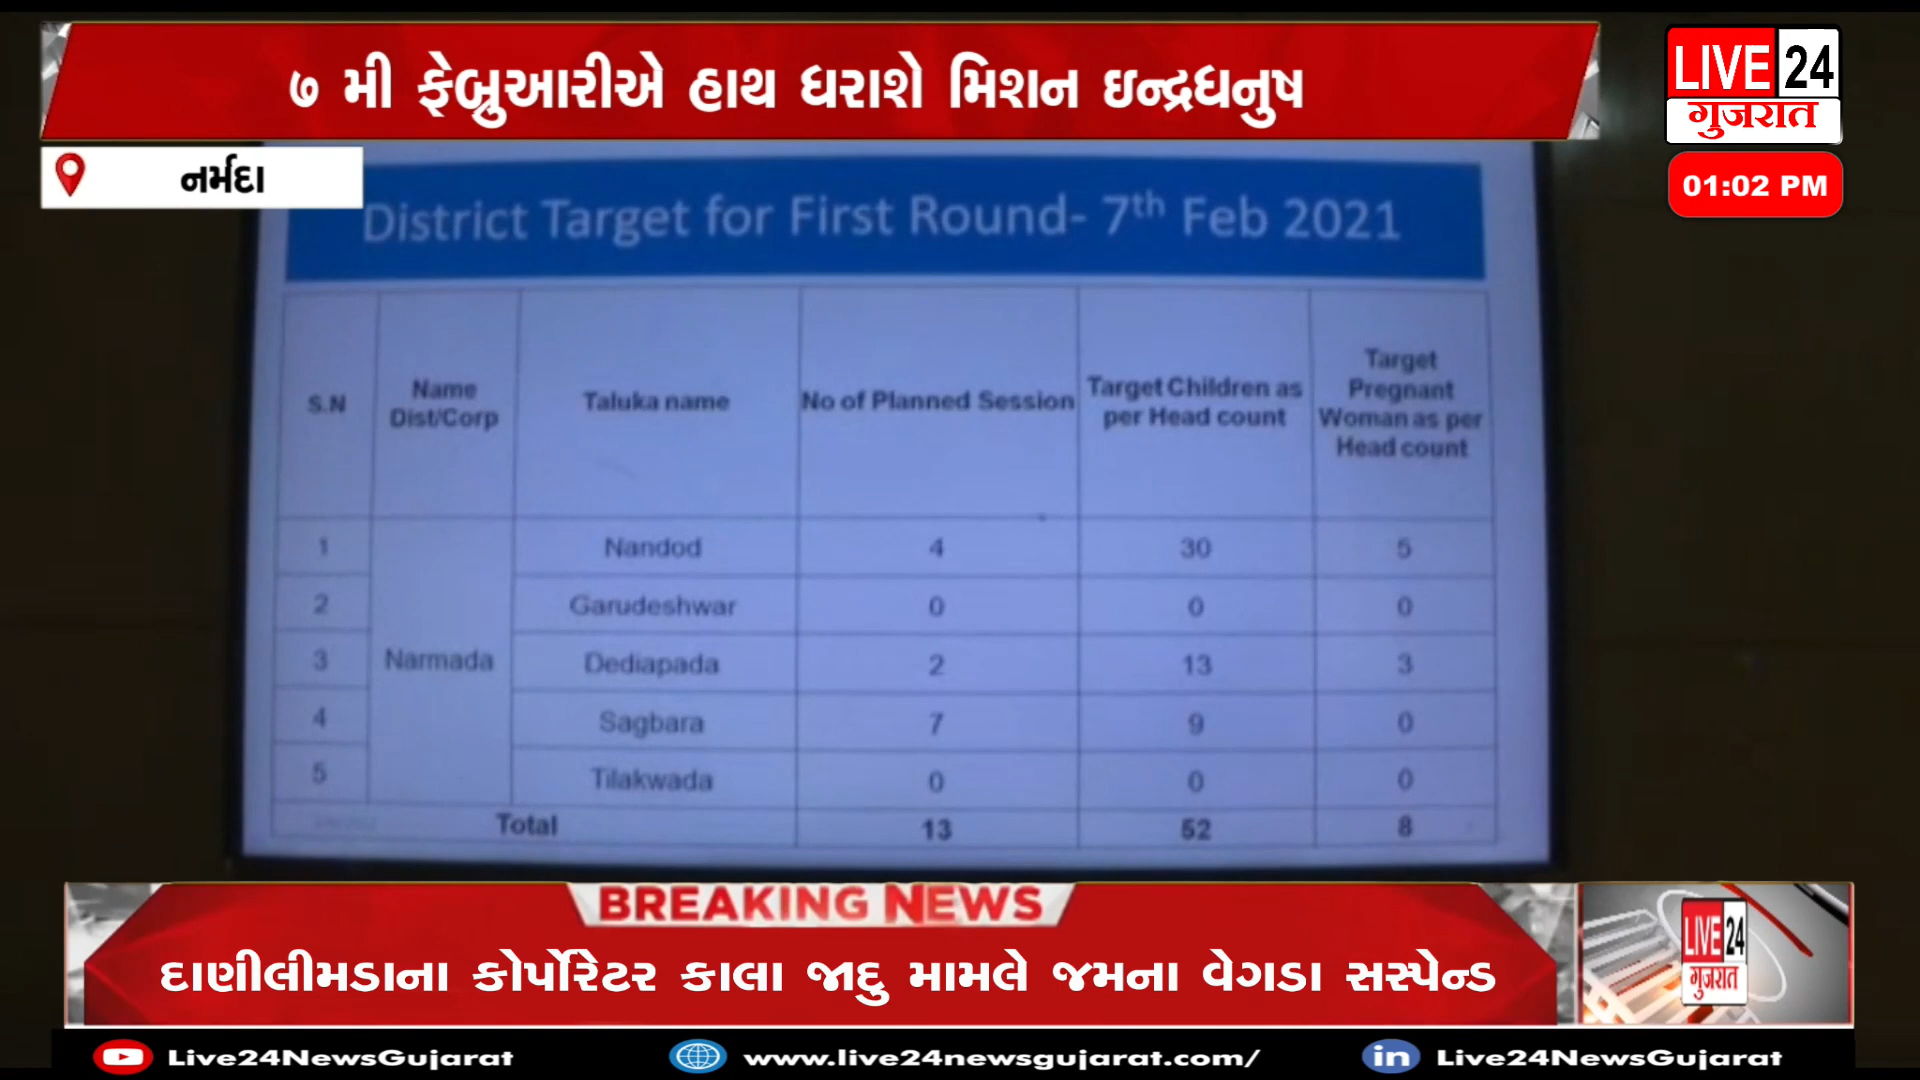 ૭ મી ફેબ્રુઆરીએ હાથ ધરાશે મિશન ઇન્દ્રધનુષ
LIVE 24
ગુજરાત
01:02 PM
નર્મદા
District Target for First Round- 7th Feb 2021
S.N | Name Dist/Corp | Taluka name | No of Planned Session | Target Children as per Head count | Target Pregnant Woman as per Head count
1 | Narmada | Nandod | 4 | 30 | 5
2 | Garudeshwar | 0 | 0 | 0
3 | Dediapada | 2 | 13 | 3
4 | Sagbara | 7 | 9 | 0
5 | Tilakwada | 0 | 0 | 0
Total | 13 | 52 | 8
BREAKING NEWS
દાણીલીમડાના કોર્પોરેટર કાલા જાદુ મામલે જમના વેગડા સસ્પેન્ડ
LIVE 24
ગુજરાત
Live24NewsGujarat
www.live24newsgujarat.com/
Live24NewsGujarat